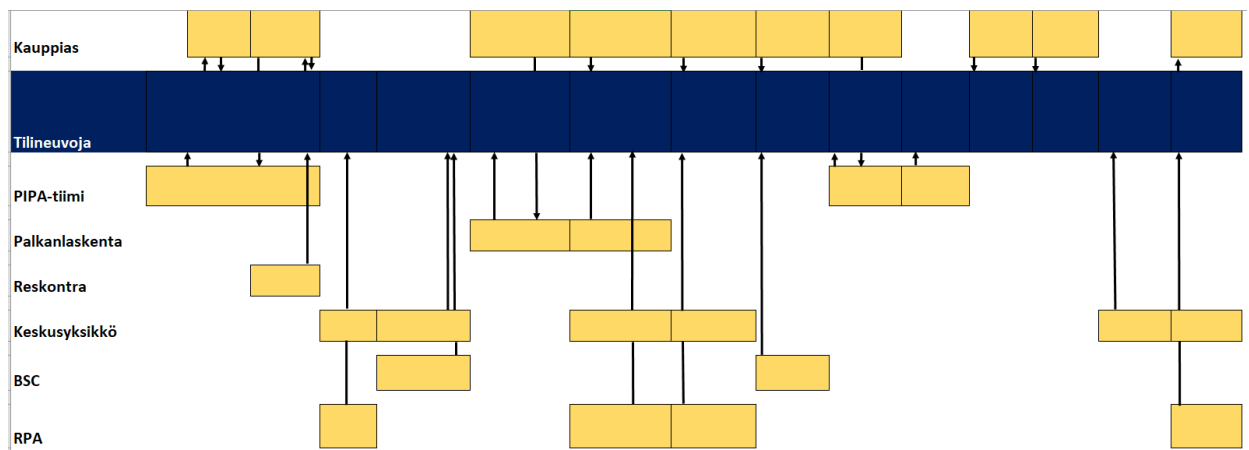 Kauppias
Tilineuvoja
PIPA-tiimi
Palkanlaskenta
Reskontra
Keskusyksikkö
BSC
RPA